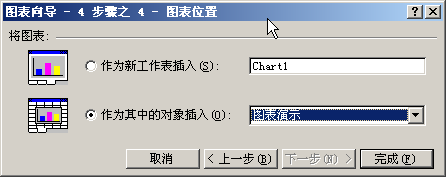 图表向导 - 4 步骤之 4 - 图表位置
将图表:
作为新工作表插入(S): Chart1
作为其中的对象插入(O): 图表演示
取消 < 上一步(B) 下一步(N) > 完成(F)